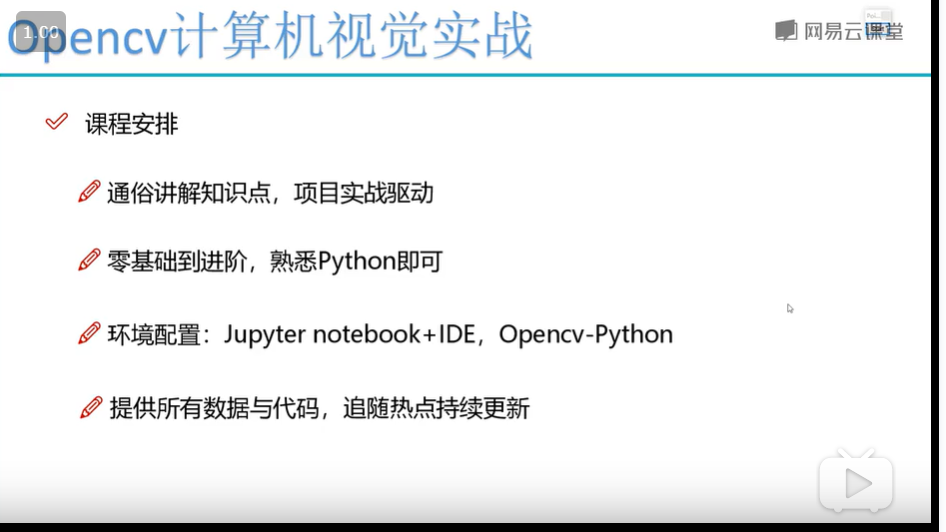 1.00
Opencv计算机视觉实战
网易云课堂
课程安排
通俗讲解知识点，项目实战驱动
零基础到进阶，熟悉Python即可
环境配置：Jupyter notebook+IDE，Opencv-Python
提供所有数据与代码，追随热点持续更新